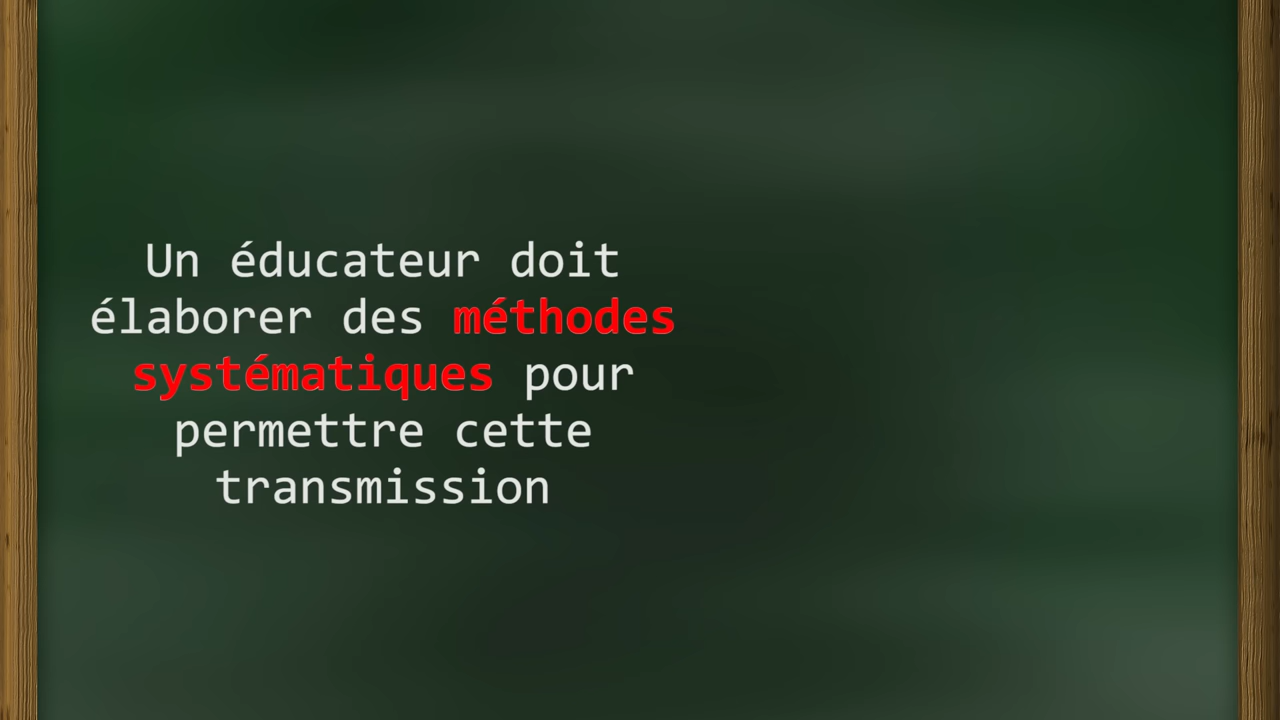 Un éducateur doit
élaborer des méthodes
systématiques pour
permettre cette
transmission